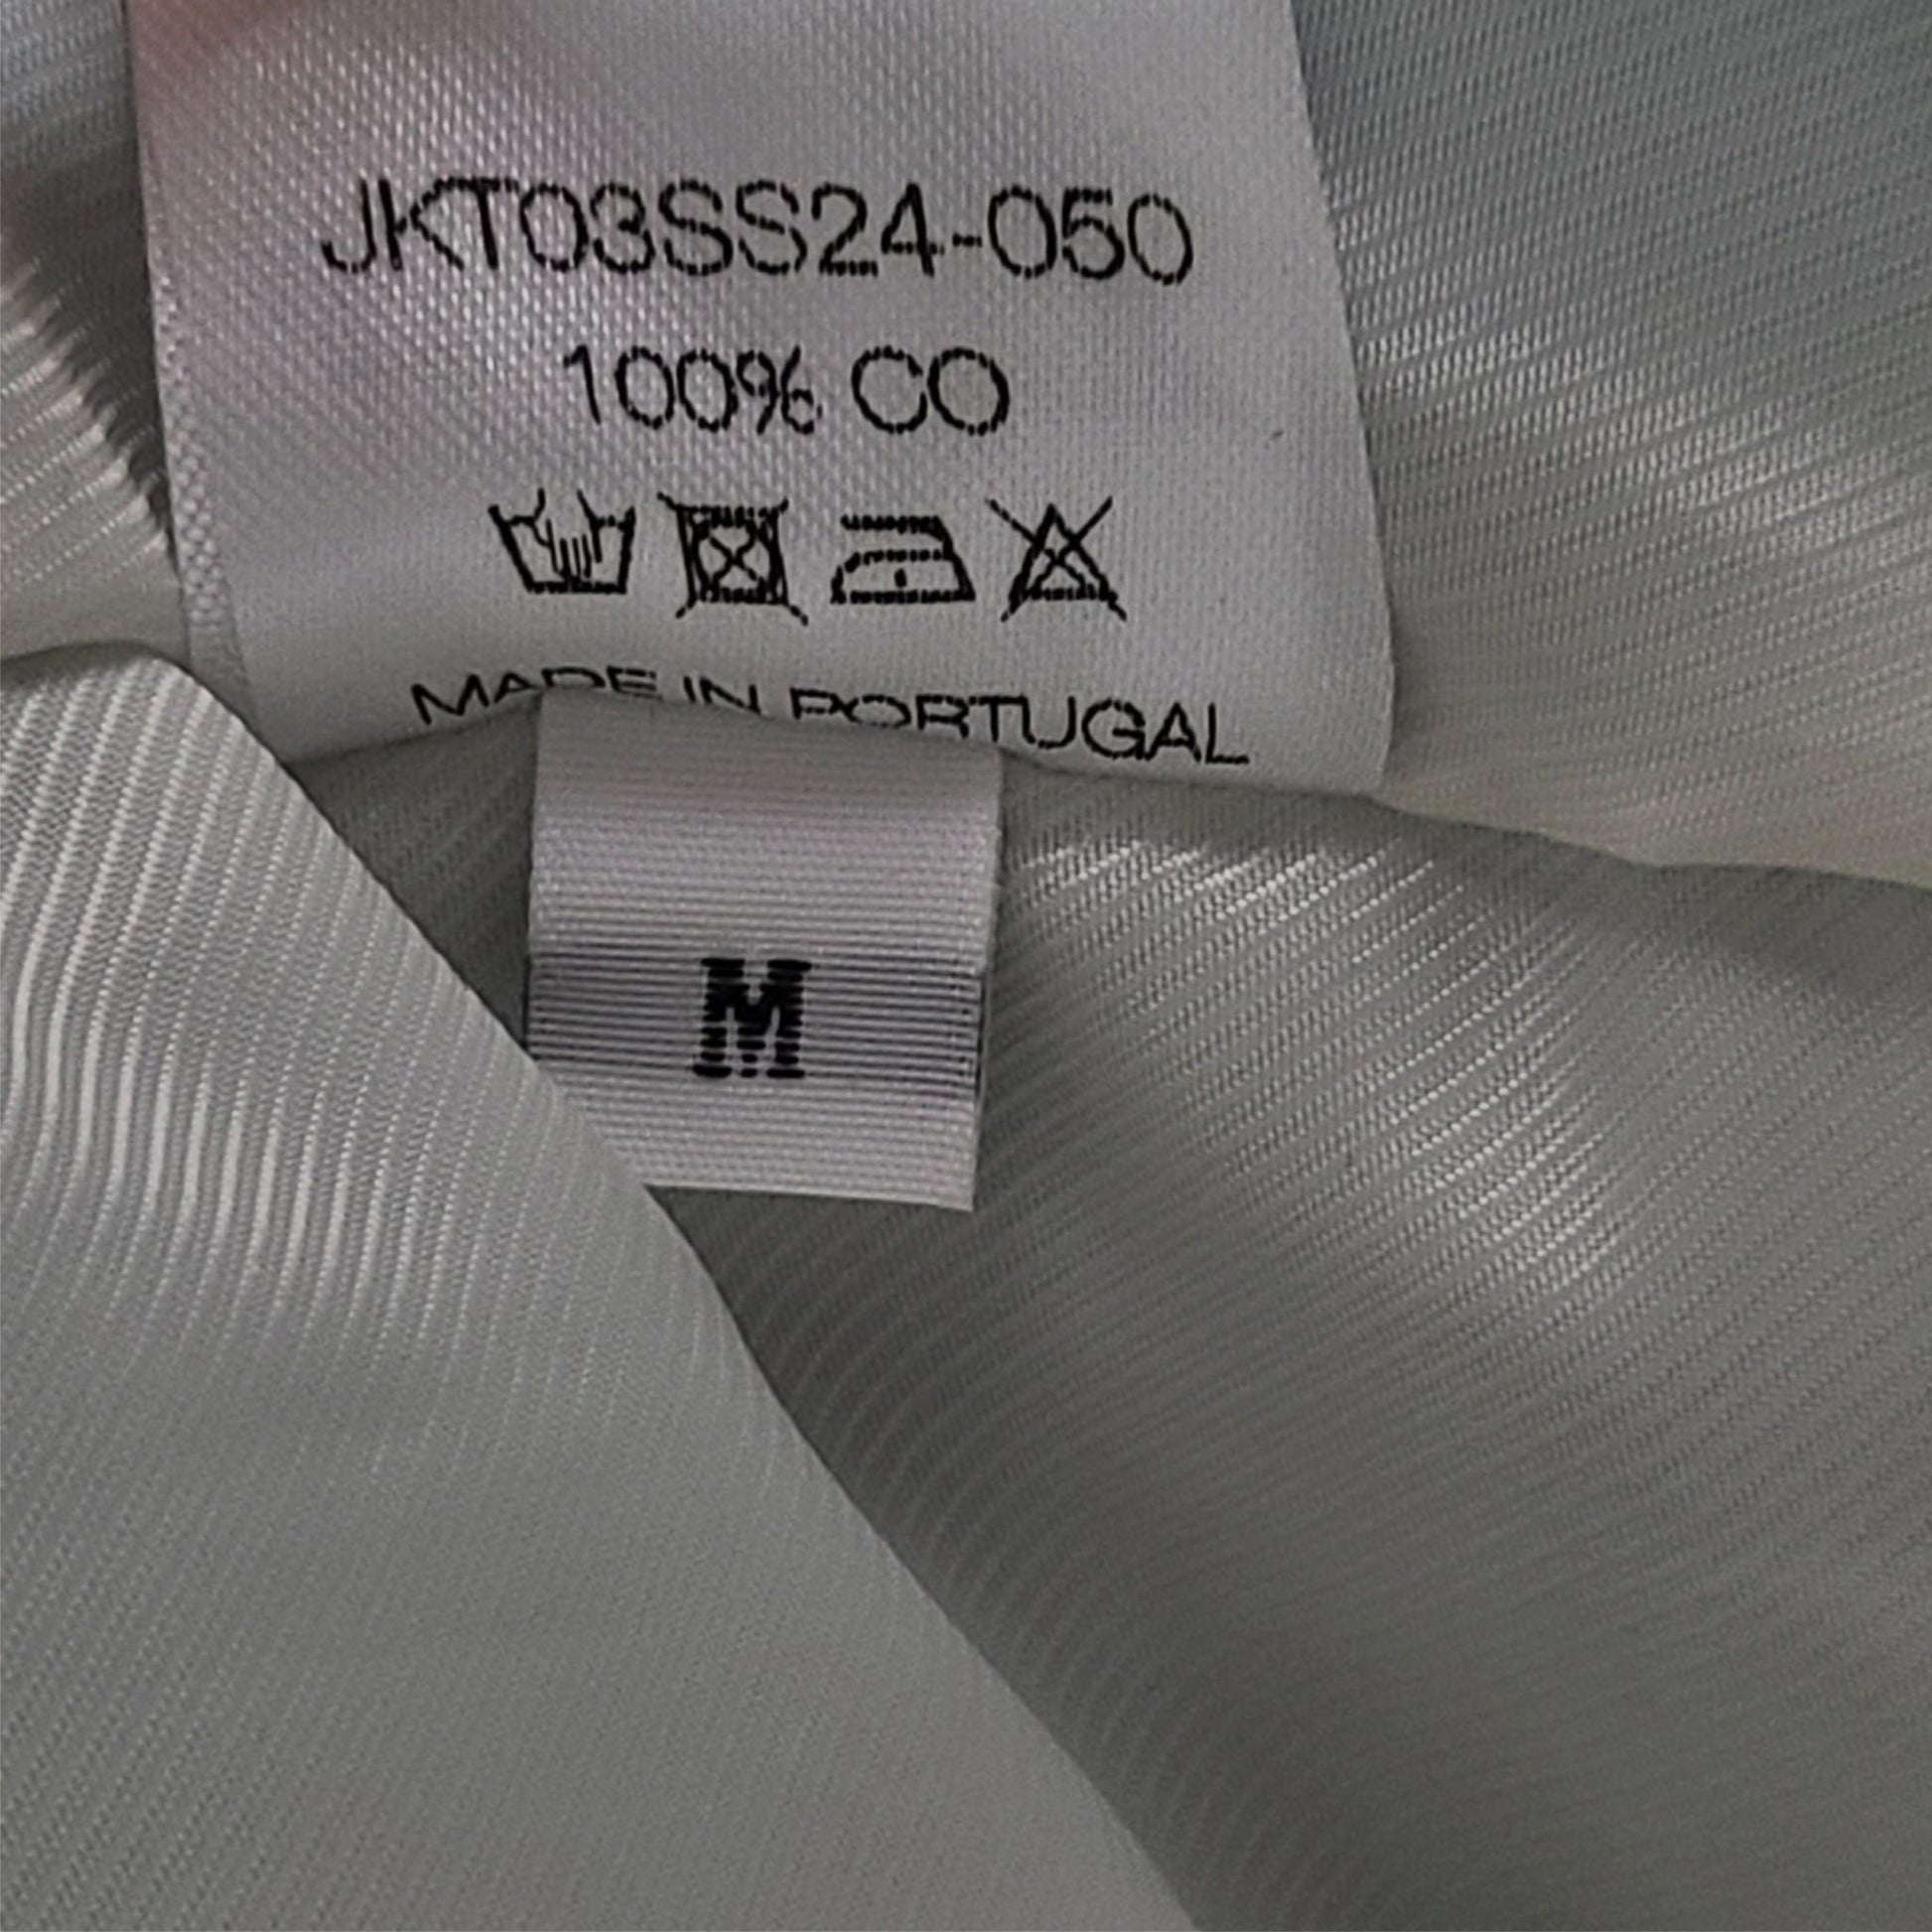 JKT03SS24-050
100% CO
MADE IN PORTUGAL
M